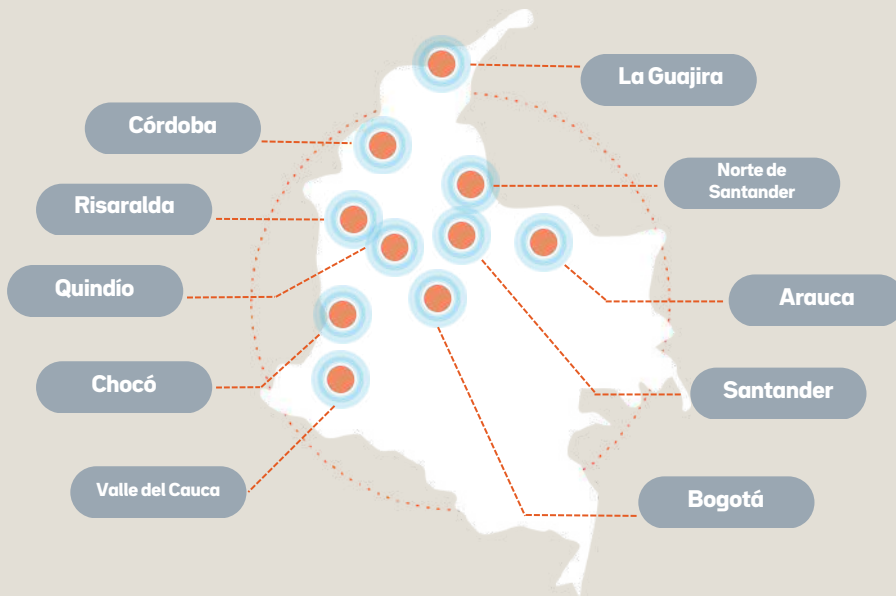 La Guajira
Córdoba
Norte de
Santander
Risaralda
Quindío
Arauca
Chocó
Santander
Valle del Cauca
Bogotá